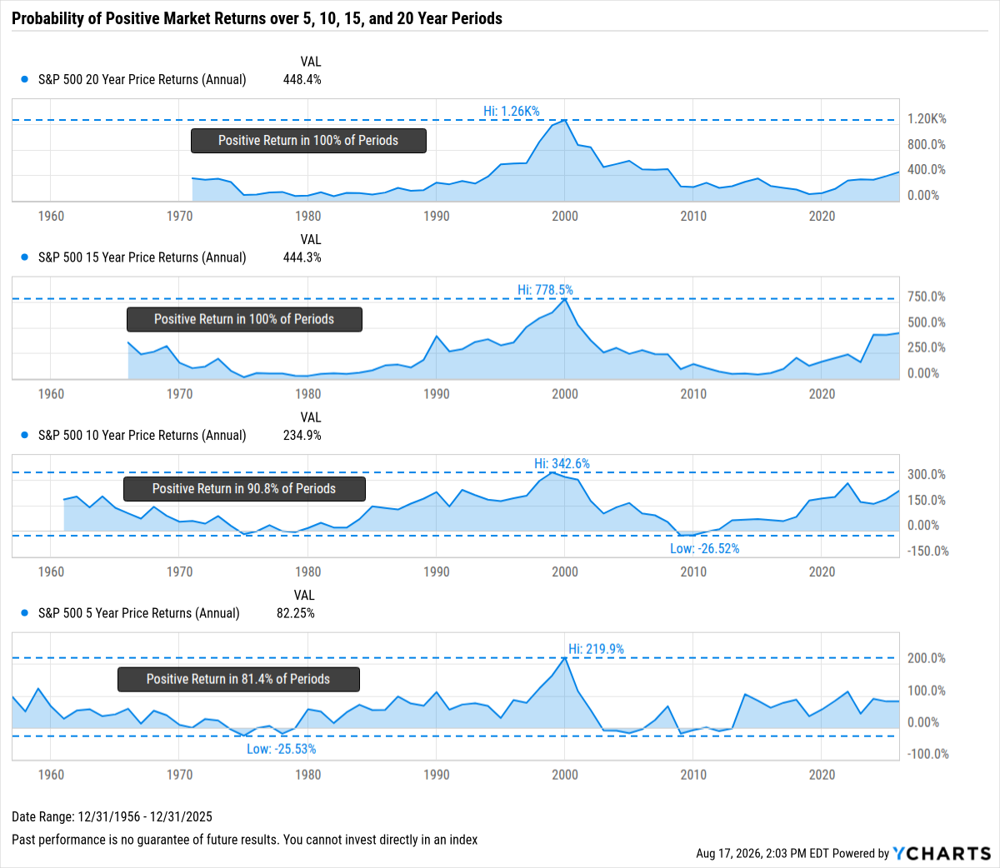 Probability of Positive Market Returns over 5, 10, 15, and 20 Year Periods
VAL
S&P 500 20 Year Price Returns (Annual) 448.4%
Hi: 1.26K%
Positive Return in 100% of Periods
1.20K%
800.0%
400.0%
0.00%
1960 1970 1980 1990 2000 2010 2020
VAL
S&P 500 15 Year Price Returns (Annual) 444.3%
Hi: 778.5%
Positive Return in 100% of Periods
750.0%
500.0%
250.0%
0.00%
1960 1970 1980 1990 2000 2010 2020
VAL
S&P 500 10 Year Price Returns (Annual) 234.9%
Hi: 342.6%
Positive Return in 90.8% of Periods
300.0%
150.0%
0.00%
Low: -26.52%
-150.0%
1960 1970 1980 1990 2000 2010 2020
VAL
S&P 500 5 Year Price Returns (Annual) 82.25%
Hi: 219.9%
200.0%
Positive Return in 81.4% of Periods
100.0%
0.00%
Low: -25.53%
-100.0%
1960 1970 1980 1990 2000 2010 2020
Date Range: 12/31/1956 - 12/31/2025
Past performance is no guarantee of future results. You cannot invest directly in an index
Aug 17, 2026, 2:03 PM EDT Powered by YCHARTS